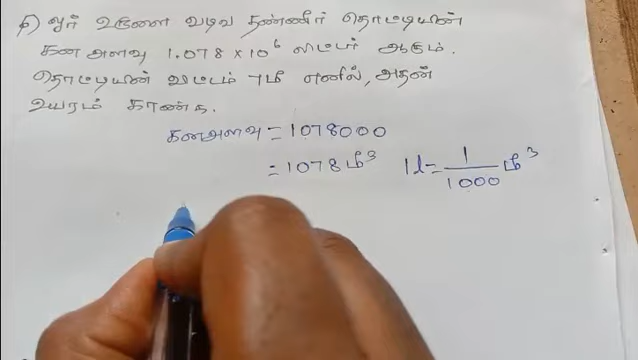 6) ஓர் உருளை வடிவ தண்ணீர் தொட்டியின்
கன அளவு 1.078 × 10⁶ லிட்டர் ஆகும்.
தொட்டியின் விட்டம் 7மீ எனில், அதன்
உயரம் காண்க.
கனஅளவு = 1078000
= 1078 மீ³ 1l = 1/1000 மீ³